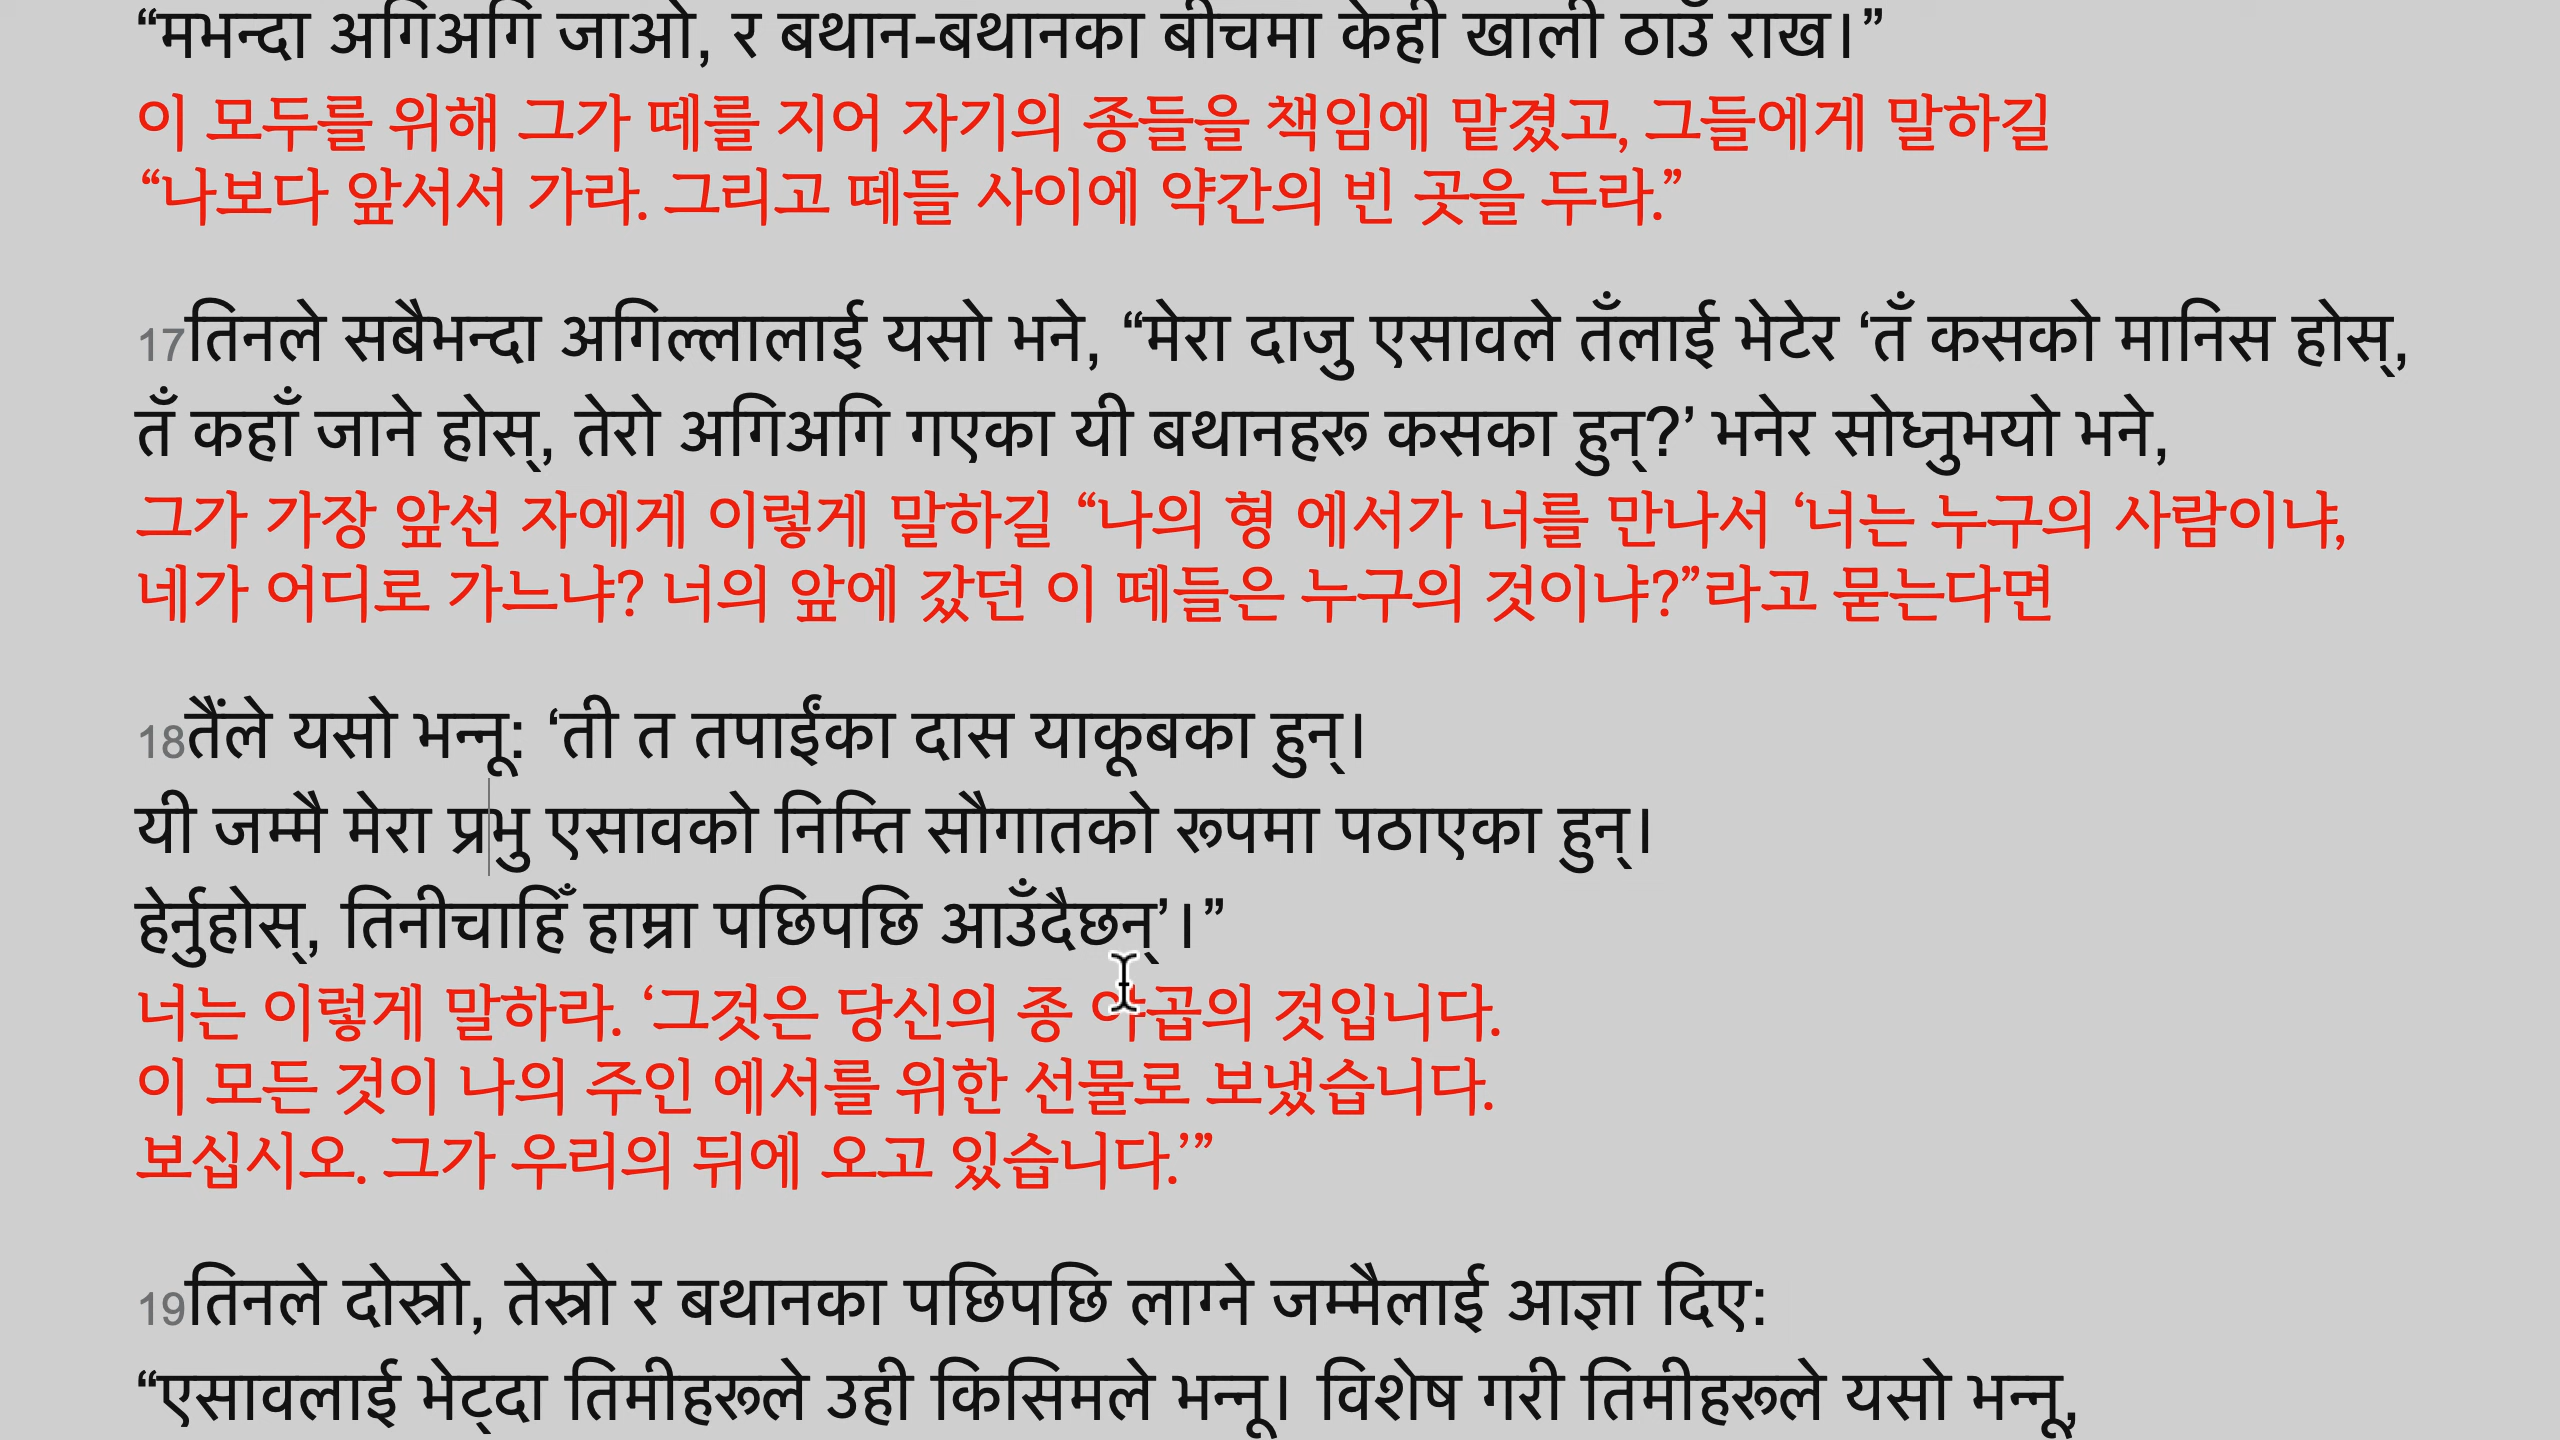 “मभन्दा अगिअगि जाओ, र बथान-बथानका बीचमा केही खाली ठाउँ राख।”
이 모두를 위해 그가 떼를 지어 자기의 종들을 책임에 맡겼고, 그들에게 말하길
“나보다 앞서서 가라. 그리고 떼들 사이에 약간의 빈 곳을 두라.”
17तिनले सबैभन्दा अगिल्लालाई यसो भने, “मेरा दाजु एसावले तँलाई भेटेर ‘तँ कसको मानिस होस्,
तँ कहाँ जाने होस्, तेरो अगिअगि गएका यी बथानहरू कसका हुन्?’ भनेर सोध्नुभयो भने,
그가 가장 앞선 자에게 이렇게 말하길 “나의 형 에서가 너를 만나서 ‘너는 누구의 사람이냐,
네가 어디로 가느냐? 너의 앞에 갔던 이 떼들은 누구의 것이냐?”라고 묻는다면
18तैंले यसो भन्नू: ‘ती त तपाईंका दास याकूबका हुन्।
यी जम्मै मेरा प्रभु एसावको निम्ति सौगातको रूपमा पठाएका हुन्।
हेर्नुहोस्, तिनीचाहिँ हाम्रा पछिपछि आउँदैछन्’।”
너는 이렇게 말하라. ‘그것은 당신의 종 야곱의 것입니다.
이 모든 것이 나의 주인 에서를 위한 선물로 보냈습니다.
보십시오. 그가 우리의 뒤에 오고 있습니다.’”
19तिनले दोस्रो, तेस्रो र बथानका पछिपछि लाग्ने जम्मैलाई आज्ञा दिए:
“एसावलाई भेट्दा तिमीहरूले उही किसिमले भन्नू। विशेष गरी तिमीहरूले यसो भन्नू,